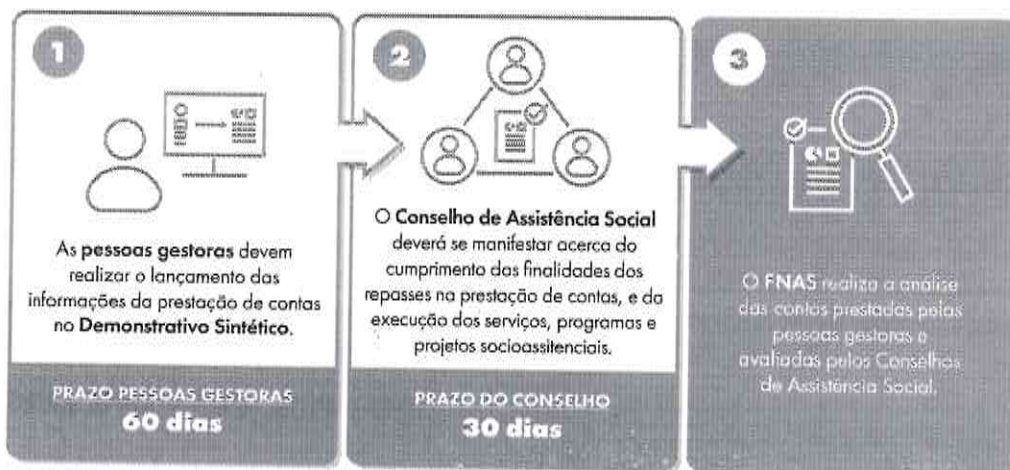 1
As pessoas gestoras devem
realizar o lançamento das
informações da prestação de contas
no Demonstrativo Sintético.
PRAZO PESSOAS GESTORAS
60 dias
2
O Conselho de Assistência Social
deverá se manifestar acerca do
cumprimento das finalidades dos
repasses na prestação de contas, e da
execução dos serviços, programas e
projetos socioassitenciais.
PRAZO DO CONSELHO
30 dias
3
O FNAS realiza a análise
das contas prestadas pelas
pessoas gestoras e
avaliadas pelos Conselhos
de Assistência Social.